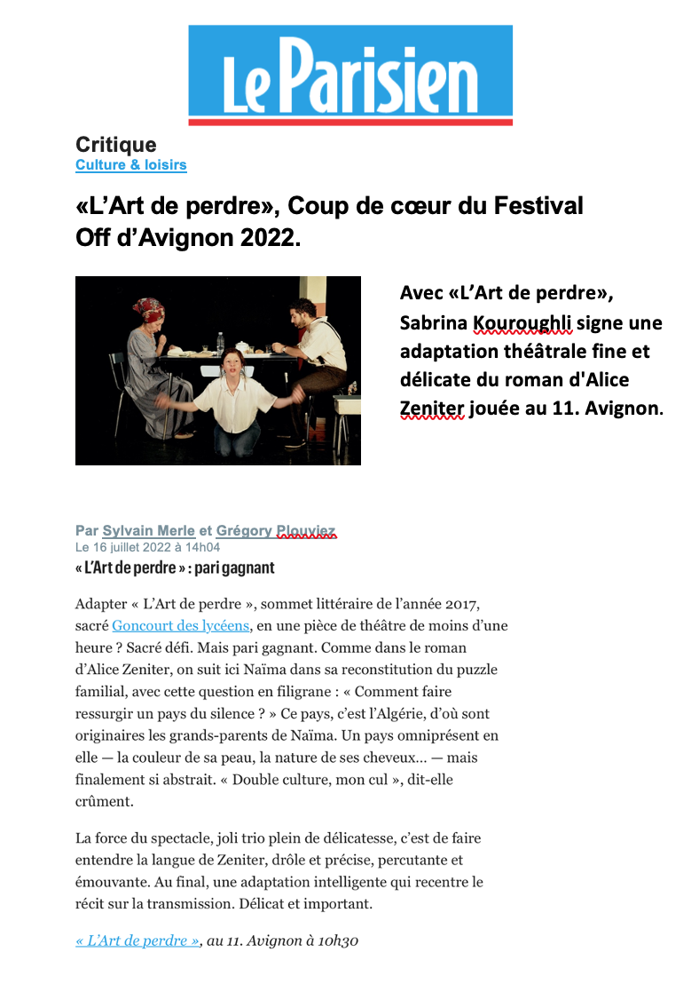 Le Parisien
Critique
Culture & loisirs
«L’Art de perdre», Coup de cœur du Festival
Off d’Avignon 2022.
Avec «L’Art de perdre»,
Sabrina Kouroughli signe une
adaptation théâtrale fine et
délicate du roman d'Alice
Zeniter jouée au 11. Avignon.
Par Sylvain Merle et Grégory Plouviez
Le 16 juillet 2022 à 14h04
« L’Art de perdre » : pari gagnant
Adapter « L’Art de perdre », sommet littéraire de l’année 2017,
sacré Goncourt des lycéens, en une pièce de théâtre de moins d’une
heure ? Sacré défi. Mais pari gagnant. Comme dans le roman
d’Alice Zeniter, on suit ici Naïma dans sa reconstitution du puzzle
familial, avec cette question en filigrane : « Comment faire
ressurgir un pays du silence ? » Ce pays, c’est l’Algérie, d’où sont
originaires les grands-parents de Naïma. Un pays omniprésent en
elle — la couleur de sa peau, la nature de ses cheveux… — mais
finalement si abstrait. « Double culture, mon cul », dit-elle
crûment.
La force du spectacle, joli trio plein de délicatesse, c’est de faire
entendre la langue de Zeniter, drôle et précise, percutante et
émouvante. Au final, une adaptation intelligente qui recentre le
récit sur la transmission. Délicat et important.
« L’Art de perdre », au 11. Avignon à 10h30